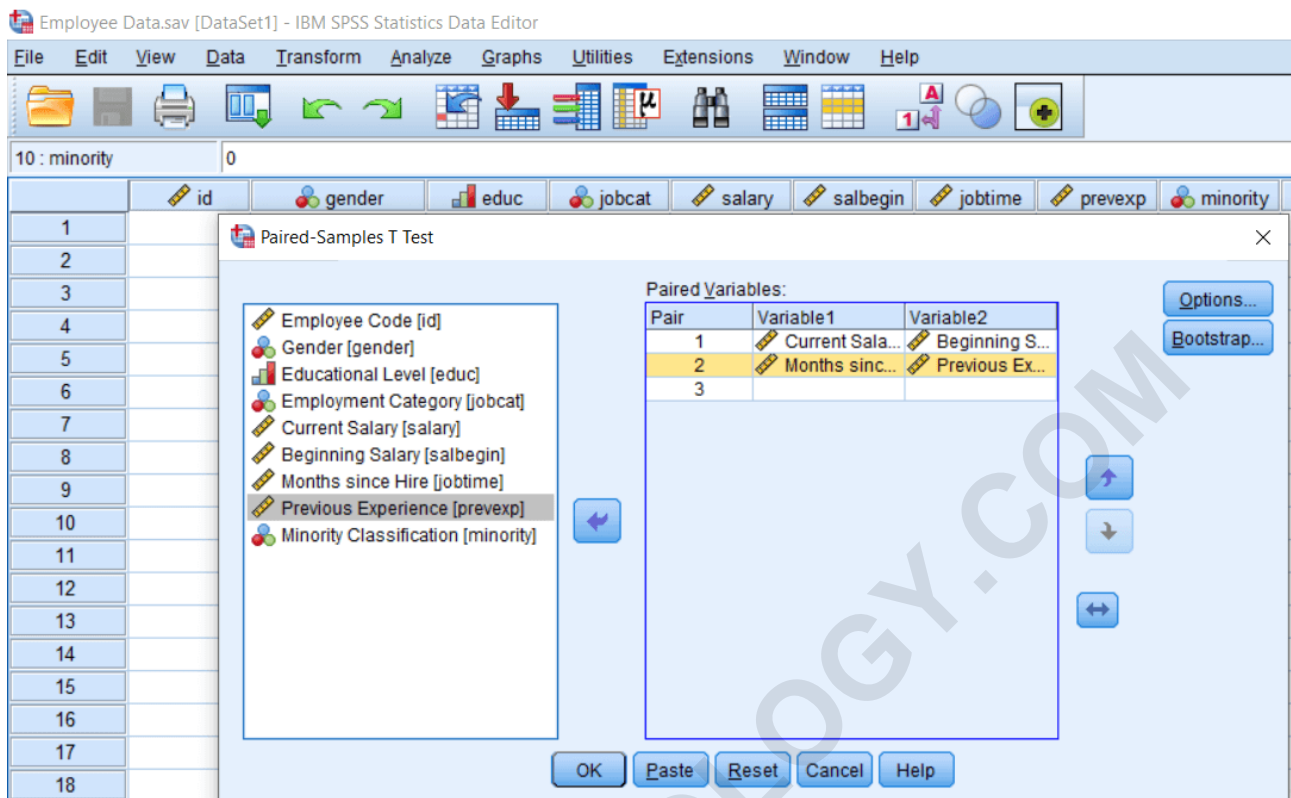 Employee Data.sav [DataSet1] - IBM SPSS Statistics Data Editor
File Edit View Data Transform Analyze Graphs Utilities Extensions Window Help
μ A 1
10 : minority 0
id gender educ jobcat salary salbegin jobtime prevexp minority
1
Paired-Samples T Test
2
3
4
5
6
7
8
9
10
11
12
13
14
15
16
17
18
Employee Code [id]
Gender [gender]
Educational Level [educ]
Employment Category [jobcat]
Current Salary [salary]
Beginning Salary [salbegin]
Months since Hire [jobtime]
Previous Experience [prevexp]
Minority Classification [minority]
Paired Variables:
Pair Variable1 Variable2
1 Current Sala... Beginning S...
2 Months sinc... Previous Ex...
3
Options...
Bootstrap...
OK Paste Reset Cancel Help
LOGY.COM